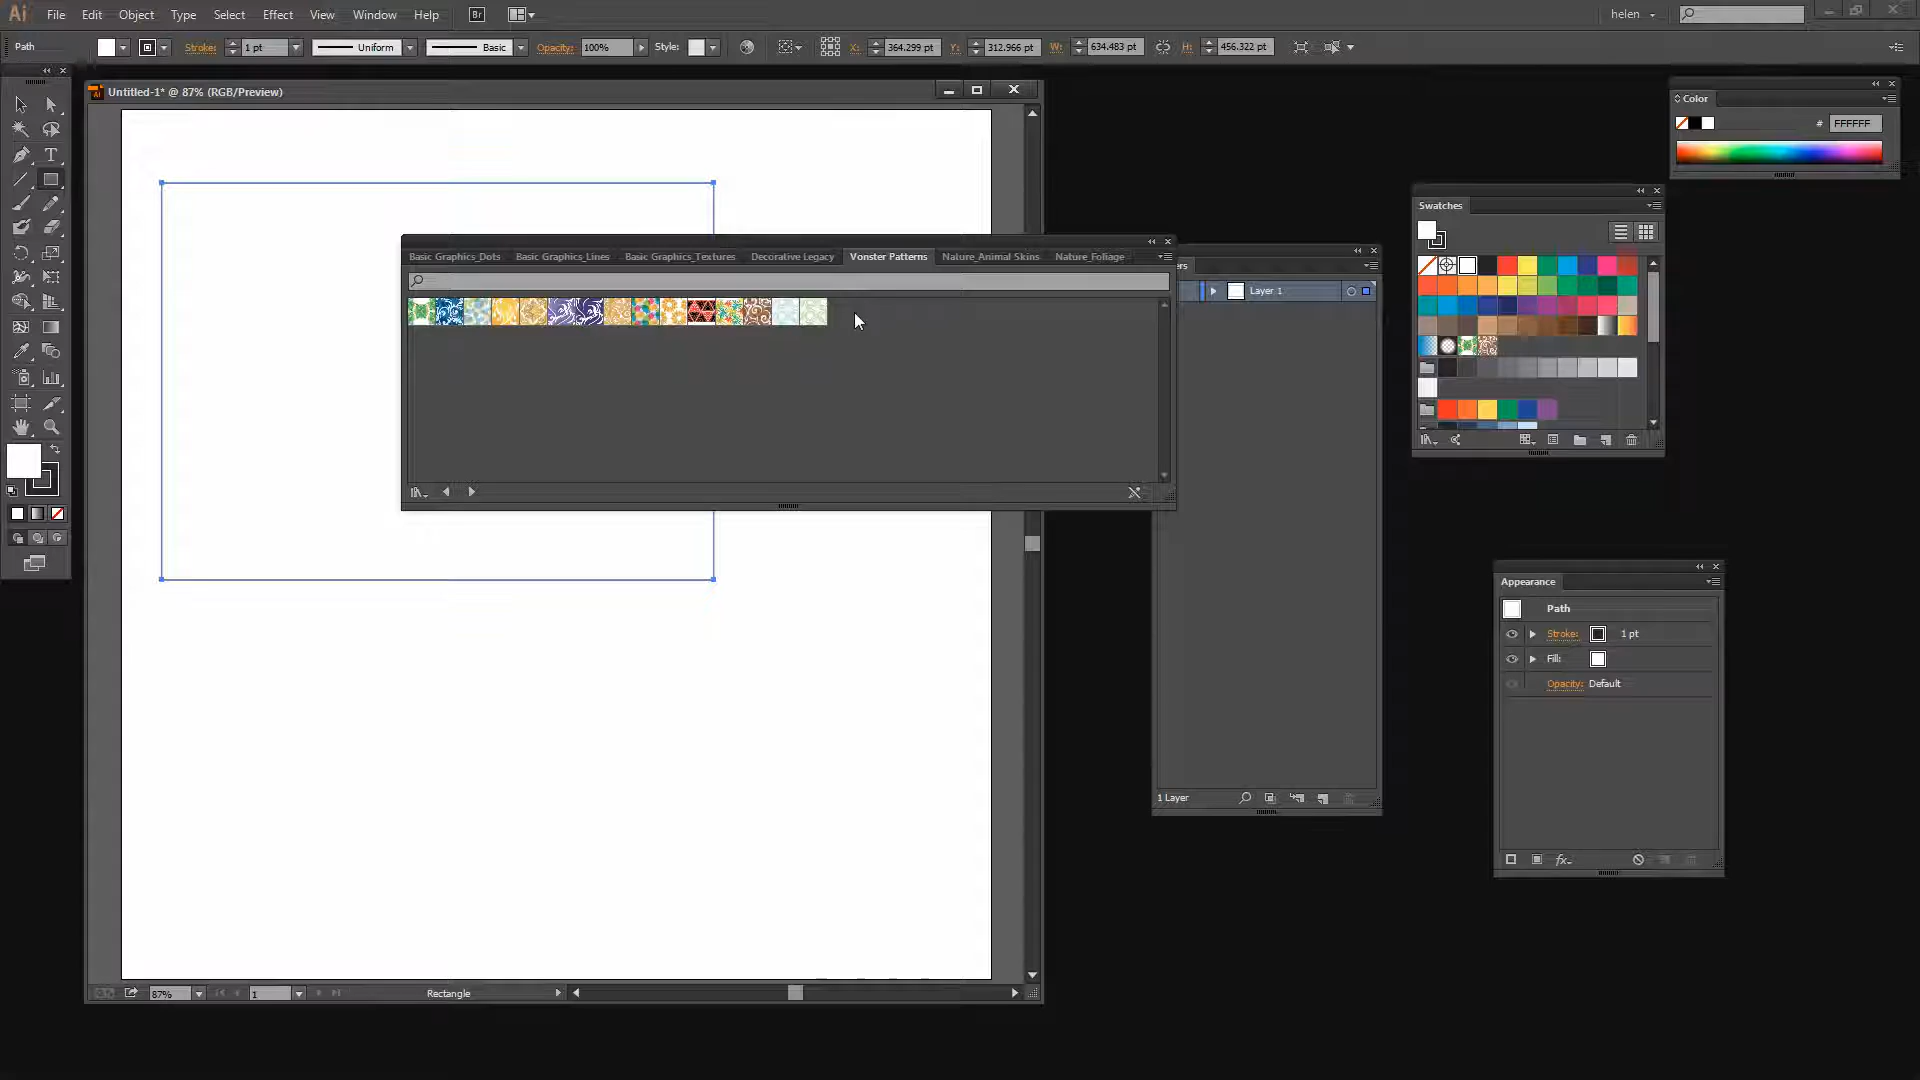 Ai File Edit Object Type Select Effect View Window Help Br helen
Path Stroke: 1 pt Uniform Basic Opacity: 100% Style: X: 364.299 pt Y: 312.966 pt W: 634.483 pt H: 456.322 pt
Untitled-1* @ 87% (RGB/Preview)
Color
# FFFFFF
Basic Graphics_Dots Basic Graphics_Lines Basic Graphics_Textures Decorative Legacy Vonster Patterns Nature_Animal Skins Nature_Foliage
ers
Layer 1
1 Layer
Swatches
Appearance
Path
Stroke: 1 pt
Fill:
Opacity: Default
fx
87% 1 Rectangle